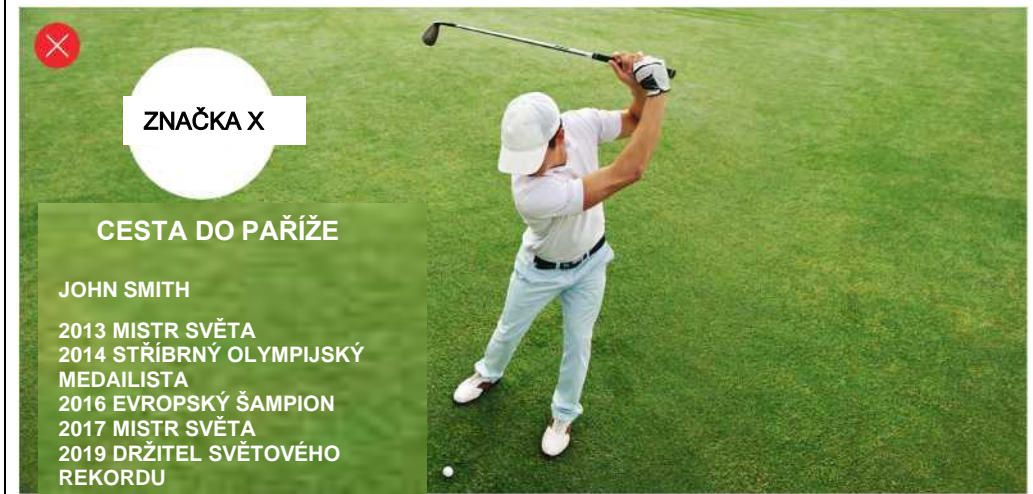 ZNAČKA X
CESTA DO PAŘÍŽE
JOHN SMITH
2013 MISTR SVĚTA
2014 STŘÍBRNÝ OLYMPIJSKÝ
MEDAILISTA
2016 EVROPSKÝ ŠAMPION
2017 MISTR SVĚTA
2019 DRŽITEL SVĚTOVÉHO
REKORDU